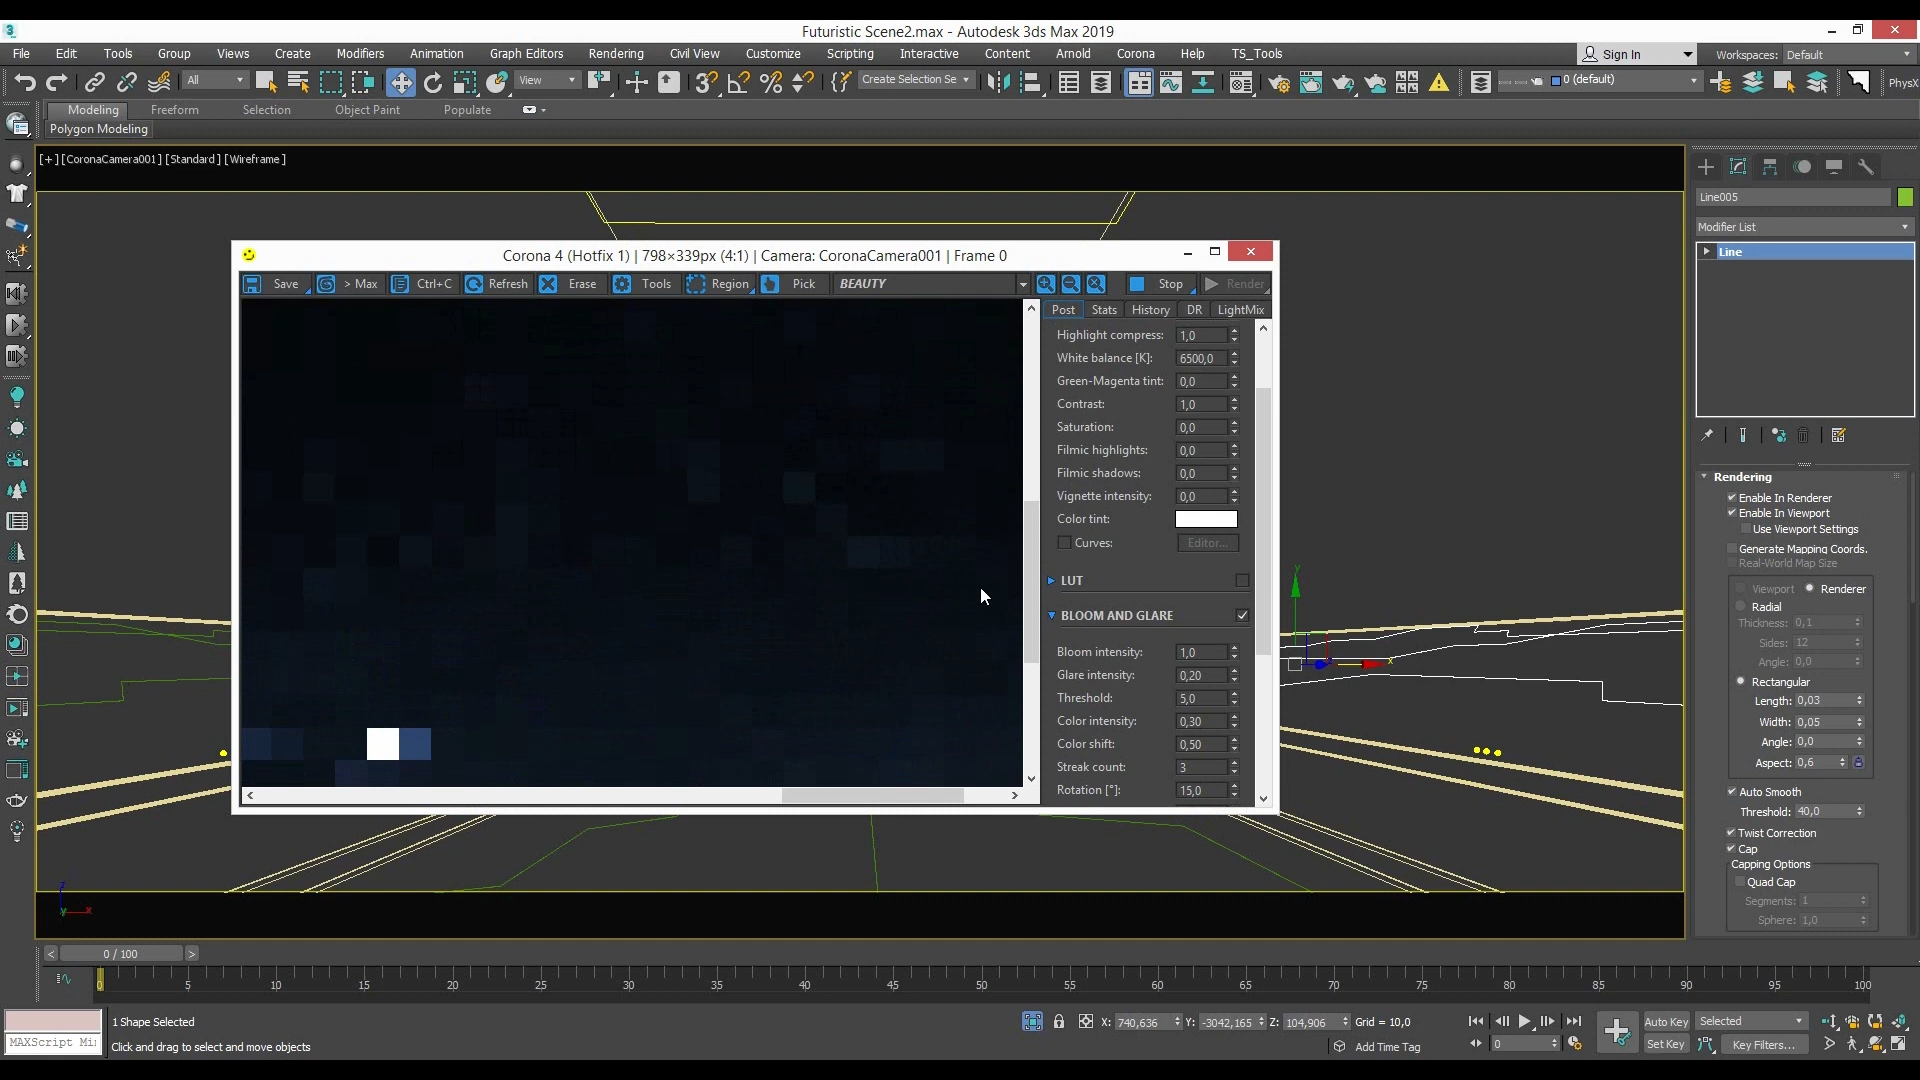 Futuristic Scene2.max - Autodesk 3ds Max 2019
File Edit Tools Group Views Create Modifiers Animation Graph Editors Rendering Civil View Customize Scripting Interactive Content Arnold Corona Help TS_Tools
Sign In Workspaces: Default
All View Create Selection Se 0 (default) PhysX
Modeling Freeform Selection Object Paint Populate
Polygon Modeling
[+] [CoronaCamera001] [Standard] [Wireframe]
Corona 4 (Hotfix 1) | 798×339px (4:1) | Camera: CoronaCamera001 | Frame 0
Save > Max Ctrl+C Refresh Erase Tools Region Pick BEAUTY Stop Render
Post Stats History DR LightMix
Highlight compress: 1,0
White balance [K]: 6500,0
Green-Magenta tint: 0,0
Contrast: 1,0
Saturation: 0,0
Filmic highlights: 0,0
Filmic shadows: 0,0
Vignette intensity: 0,0
Color tint:
Curves: Editor...
LUT
BLOOM AND GLARE
Bloom intensity: 1,0
Glare intensity: 0,20
Threshold: 5,0
Color intensity: 0,30
Color shift: 0,50
Streak count: 3
Rotation [°]: 15,0
y
x
z
y x
Line005
Modifier List
Line
Rendering
Enable In Renderer
Enable In Viewport
Use Viewport Settings
Generate Mapping Coords.
Real-World Map Size
Viewport Renderer
Radial
Thickness: 0,1
Sides: 12
Angle: 0,0
Rectangular
Length: 0,03
Width: 0,05
Angle: 0,0
Aspect: 0,6
Auto Smooth
Threshold: 40,0
Twist Correction
Cap
Capping Options
Quad Cap
Segments: 1
Sphere: 1,0
< 0 / 100 >
0 5 10 15 20 25 30 35 40 45 50 55 60 65 70 75 80 85 90 95 100
1 Shape Selected
X: 740,636 Y: -3042,165 Z: 104,906 Grid = 10,0
Auto Key Selected
MAXScript Mi
Click and drag to select and move objects
Add Time Tag
0
Set Key Key Filters...